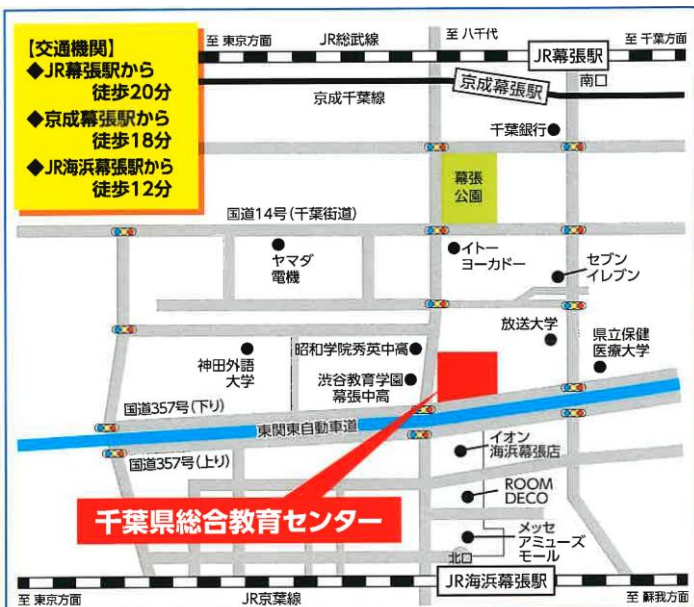 【交通機関】
◆JR幕張駅から
徒歩20分
◆京成幕張駅から
徒歩18分
◆JR海浜幕張駅から
徒歩12分
至 東京方面
JR総武線
至 八千代
JR幕張駅
至 千葉方面
京成千葉線
京成幕張駅
南口
千葉銀行
幕張
公園
国道14号(千葉街道)
ヤマダ
電機
イトー
ヨーカドー
セブン
イレブン
放送大学
県立保健
医療大学
神田外語
大学
昭和学院秀英中高
渋谷教育学園
幕張中高
国道357号(下り)
東関東自動車道
国道357号(上り)
イオン
海浜幕張店
ROOM
DECO
千葉県総合教育センター
メッセ
アミューズ
モール
北口
JR海浜幕張駅
至 東京方面
JR京葉線
至 蘇我方面